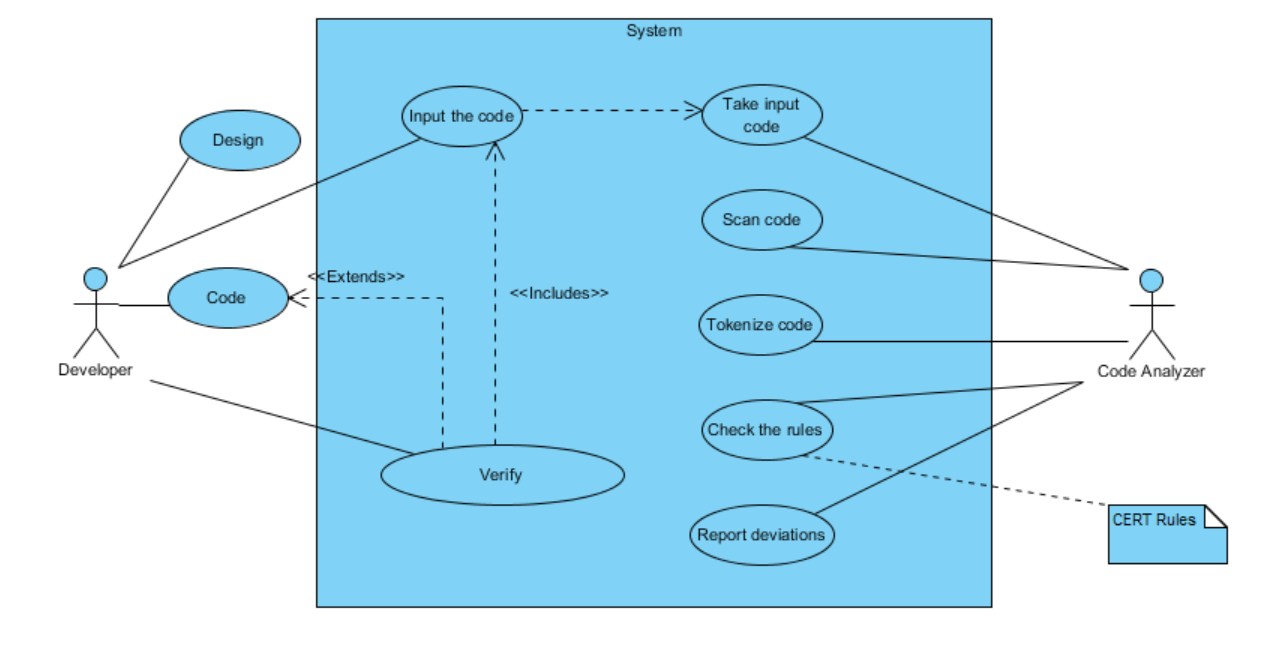 System
Input the code
Take input
code
Design
Scan code
<<Extends>>
Code
<<Includes>>
Tokenize code
Developer
Code Analyzer
Check the rules
Verify
CERT Rules
Report deviations